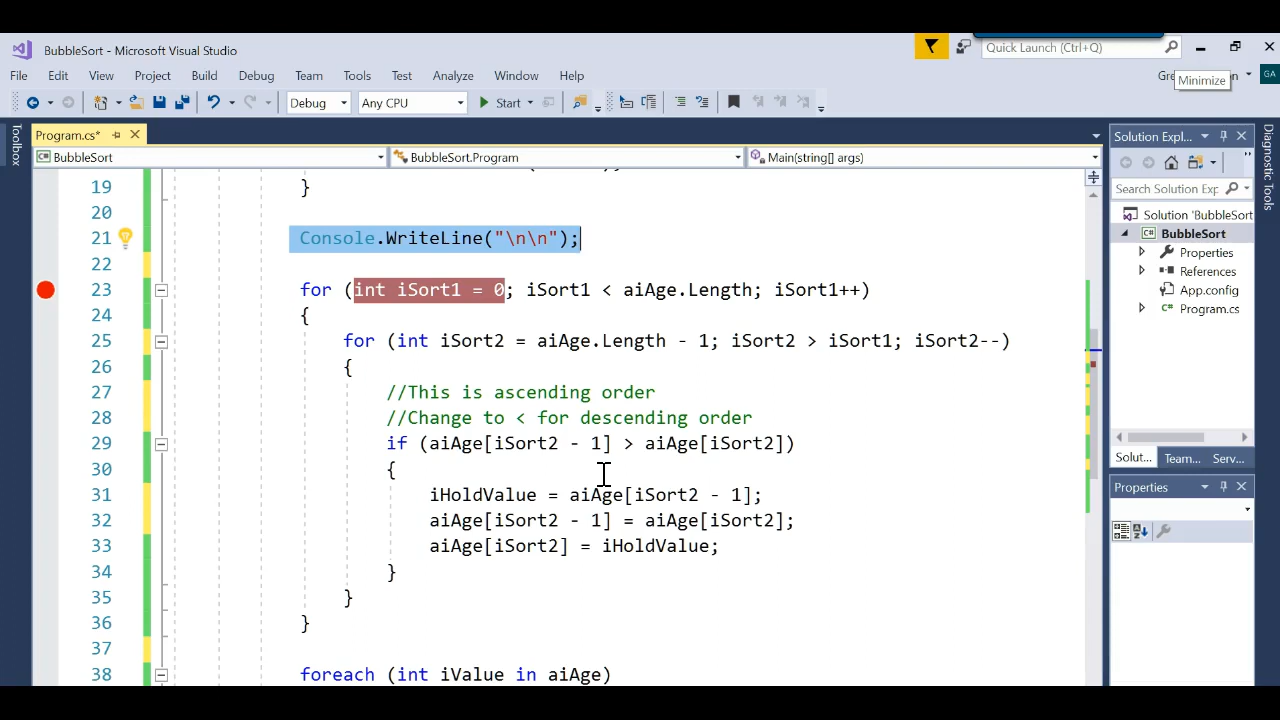 BubbleSort - Microsoft Visual Studio
Quick Launch (Ctrl+Q)
File Edit View Project Build Debug Team Tools Test Analyze Window Help
Minimize
GA
Debug Any CPU Start
Toolbox
Program.cs*
BubbleSort BubbleSort.Program Main(string[] args)
19 }
20
21 Console.WriteLine("\n\n");
22
23 for (int iSort1 = 0; iSort1 < aiAge.Length; iSort1++)
24 {
25 for (int iSort2 = aiAge.Length - 1; iSort2 > iSort1; iSort2--)
26 {
27 //This is ascending order
28 //Change to < for descending order
29 if (aiAge[iSort2 - 1] > aiAge[iSort2])
30 {
31 iHoldValue = aiAge[iSort2 - 1];
32 aiAge[iSort2 - 1] = aiAge[iSort2];
33 aiAge[iSort2] = iHoldValue;
34 }
35 }
36 }
37
38 foreach (int iValue in aiAge)
Solution Expl...
Search Solution Exp
Solution 'BubbleSort
BubbleSort
Properties
References
App.config
Program.cs
Solut... Team... Serv...
Properties
Diagnostic Tools